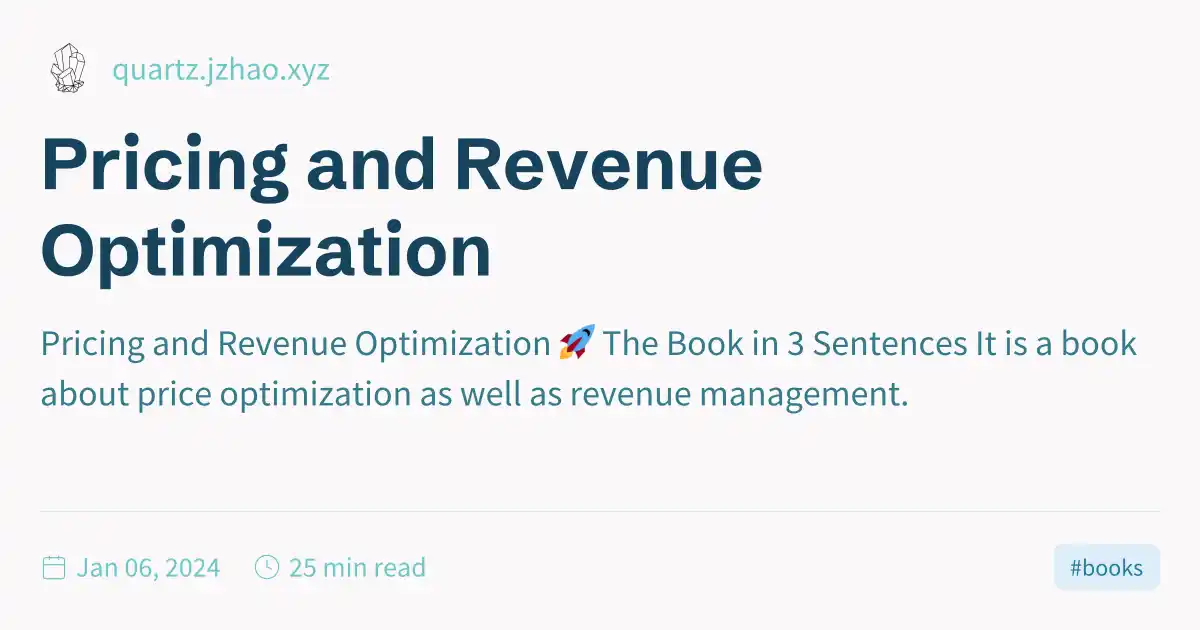 quartz.jzhao.xyz
Pricing and Revenue
Optimization
Pricing and Revenue Optimization 🚀 The Book in 3 Sentences It is a book
about price optimization as well as revenue management.
Jan 06, 2024 25 min read #books